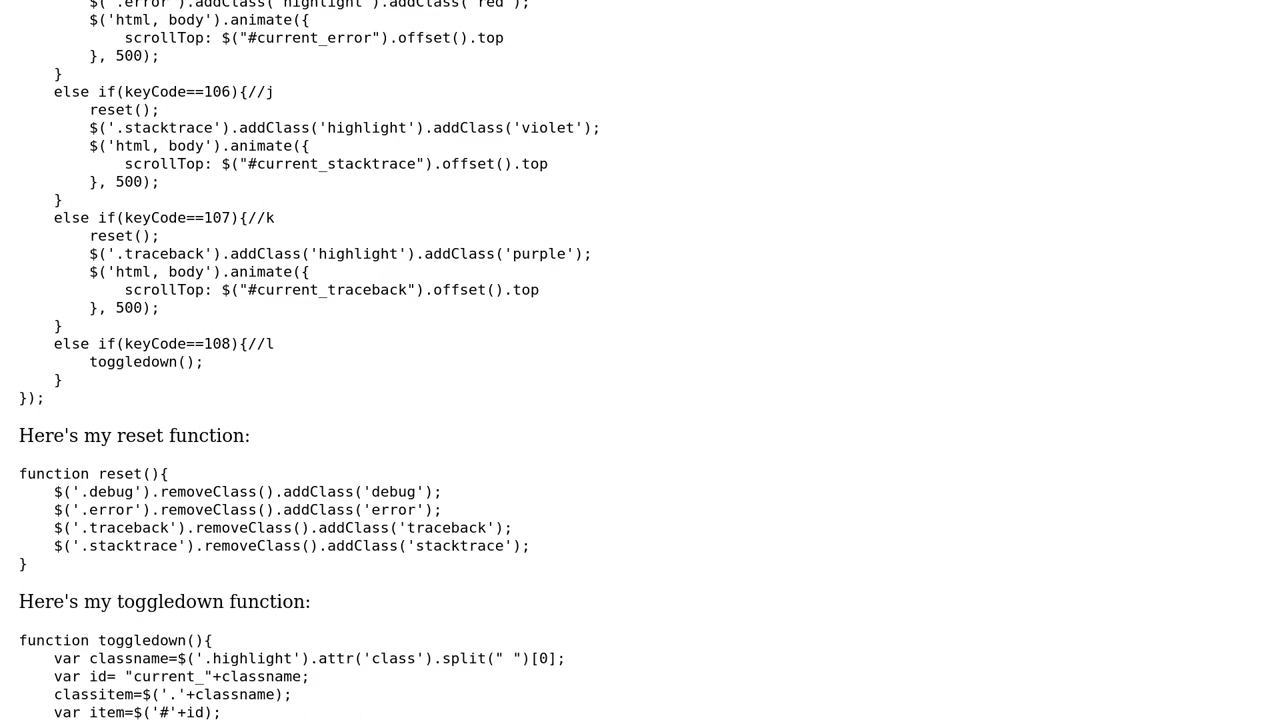 $('.error').addClass('highlight').addClass('red');
$('html, body').animate({
scrollTop: $("#current_error").offset().top
}, 500);
}
else if(keyCode==106){//j
reset();
$('.stacktrace').addClass('highlight').addClass('violet');
$('html, body').animate({
scrollTop: $("#current_stacktrace").offset().top
}, 500);
}
else if(keyCode==107){//k
reset();
$('.traceback').addClass('highlight').addClass('purple');
$('html, body').animate({
scrollTop: $("#current_traceback").offset().top
}, 500);
}
else if(keyCode==108){//l
toggledown();
}
});
Here's my reset function:
function reset(){
$('.debug').removeClass().addClass('debug');
$('.error').removeClass().addClass('error');
$('.traceback').removeClass().addClass('traceback');
$('.stacktrace').removeClass().addClass('stacktrace');
}
Here's my toggledown function:
function toggledown(){
var classname=$('.highlight').attr('class').split(" ")[0];
var id= "current_"+classname;
classitem=$('.'+classname);
var item=$('#'+id);